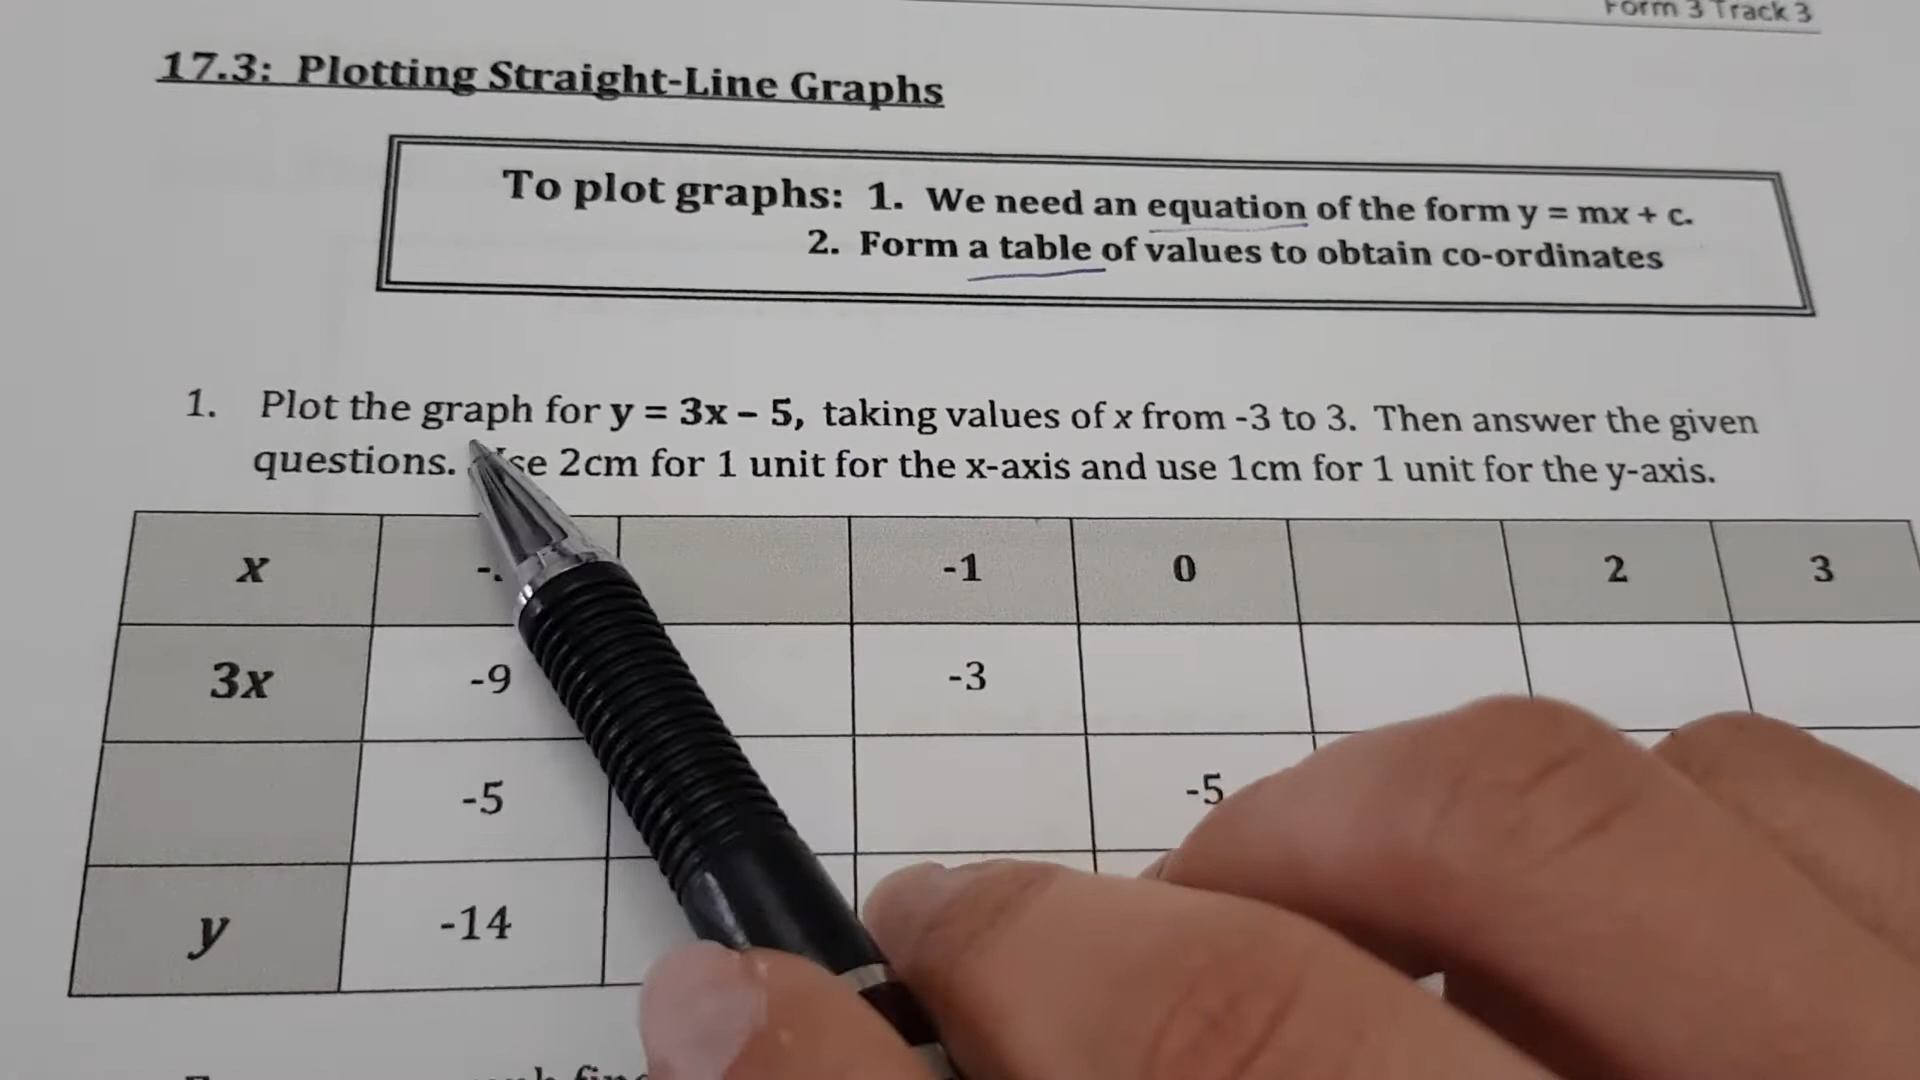 Form 3 Track 3
17.3: Plotting Straight-Line Graphs
To plot graphs: 1. We need an equation of the form y = mx + c.
2. Form a table of values to obtain co-ordinates
1. Plot the graph for y = 3x – 5, taking values of x from -3 to 3. Then answer the given
questions. 2cm for 1 unit for the x-axis and use 1cm for 1 unit for the y-axis.
x -1 0 2 3
3x -9 -3
-5 -5
y -14